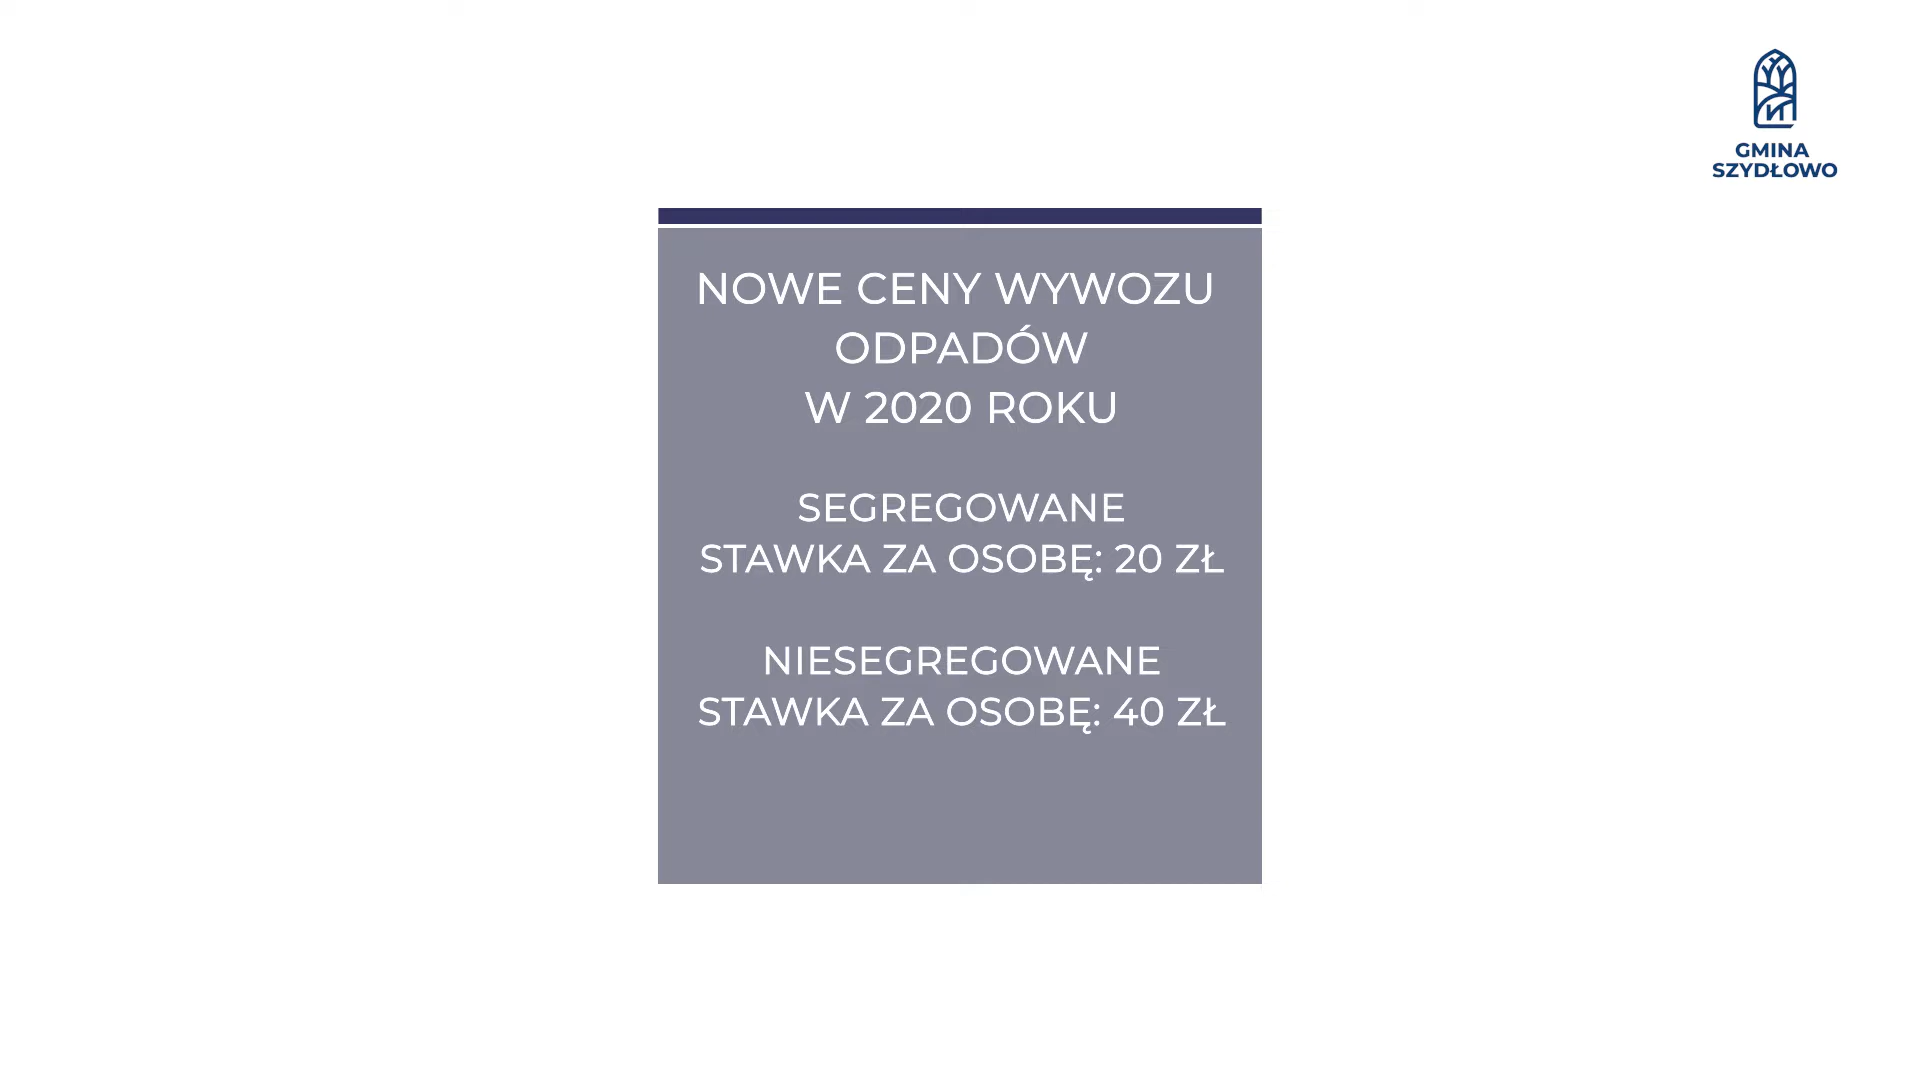 GMINA
SZYDŁOWO
NOWE CENY WYWOZU
ODPADÓW
W 2020 ROKU
SEGREGOWANE
STAWKA ZA OSOBĘ: 20 ZŁ
NIESEGREGOWANE
STAWKA ZA OSOBĘ: 40 ZŁ